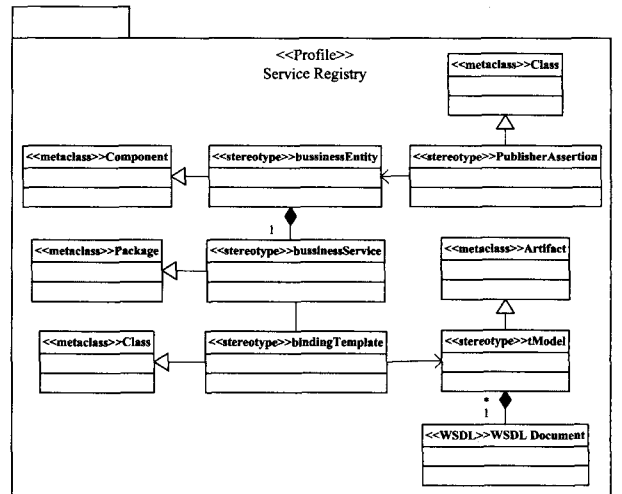 <<Profile>>
Service Registry
<<metaclass>>Class
<<metaclass>>Component
<<stereotype>>bussinessEntity
<<stereotype>>PublisherAssertion
1
<<metaclass>>Package
<<stereotype>>bussinessService
<<metaclass>>Artifact
<<metaclass>>Class
<<stereotype>>bindingTemplate
<<stereotype>>tModel
*
1
<<WSDL>>WSDL Document